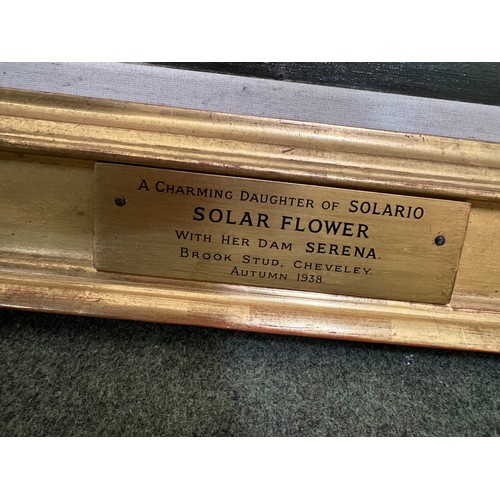 A Charming Daughter of SOLARIO
SOLAR FLOWER
With Her Dam SERENA.
Brook Stud, Cheveley.
Autumn 1938.